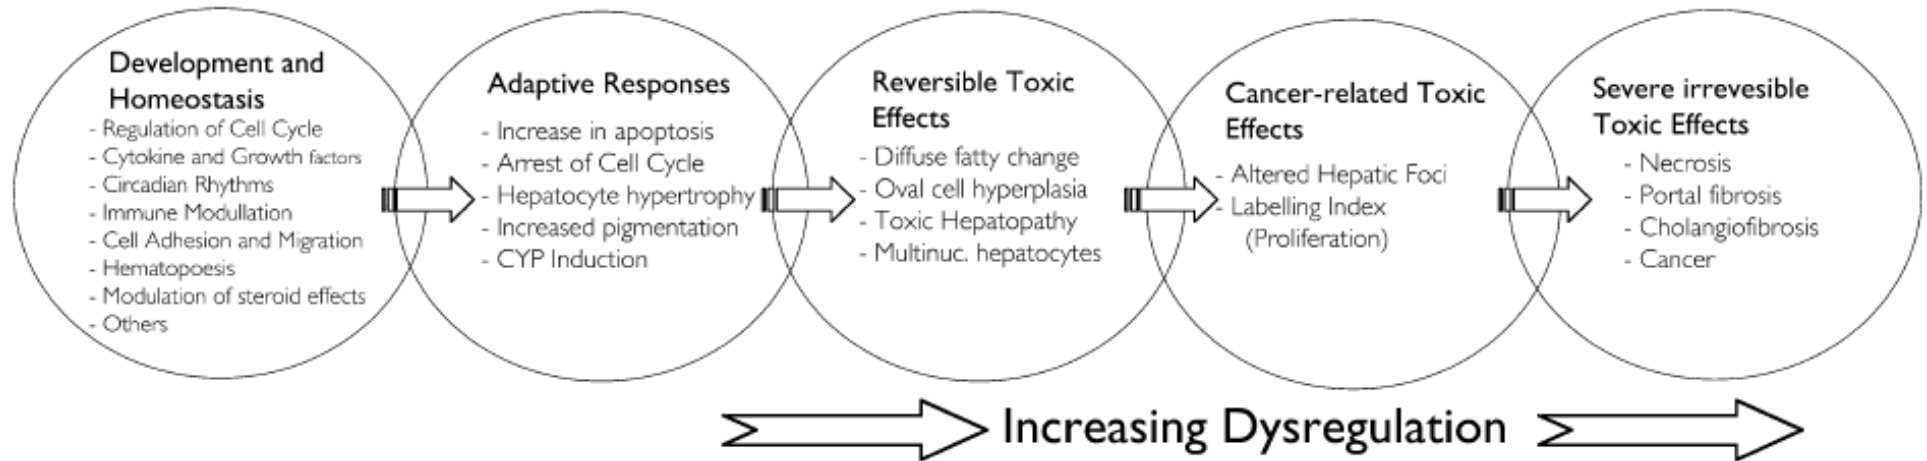 Development and
Homeostasis
- Regulation of Cell Cycle
- Cytokine and Growth factors
- Circadian Rhythms
- Immune Modullation
- Cell Adhesion and Migration
- Hematopoesis
- Modulation of steroid effects
- Others
Adaptive Responses
- Increase in apoptosis
- Arrest of Cell Cycle
- Hepatocyte hypertrophy
- Increased pigmentation
- CYP Induction
Reversible Toxic
Effects
- Diffuse fatty change
- Oval cell hyperplasia
- Toxic Hepatopathy
- Multinuc. hepatocytes
Cancer-related Toxic
Effects
- Altered Hepatic Foci
- Labelling Index
(Proliferation)
Severe irrevesible
Toxic Effects
- Necrosis
- Portal fibrosis
- Cholangiofibrosis
- Cancer
Increasing Dysregulation